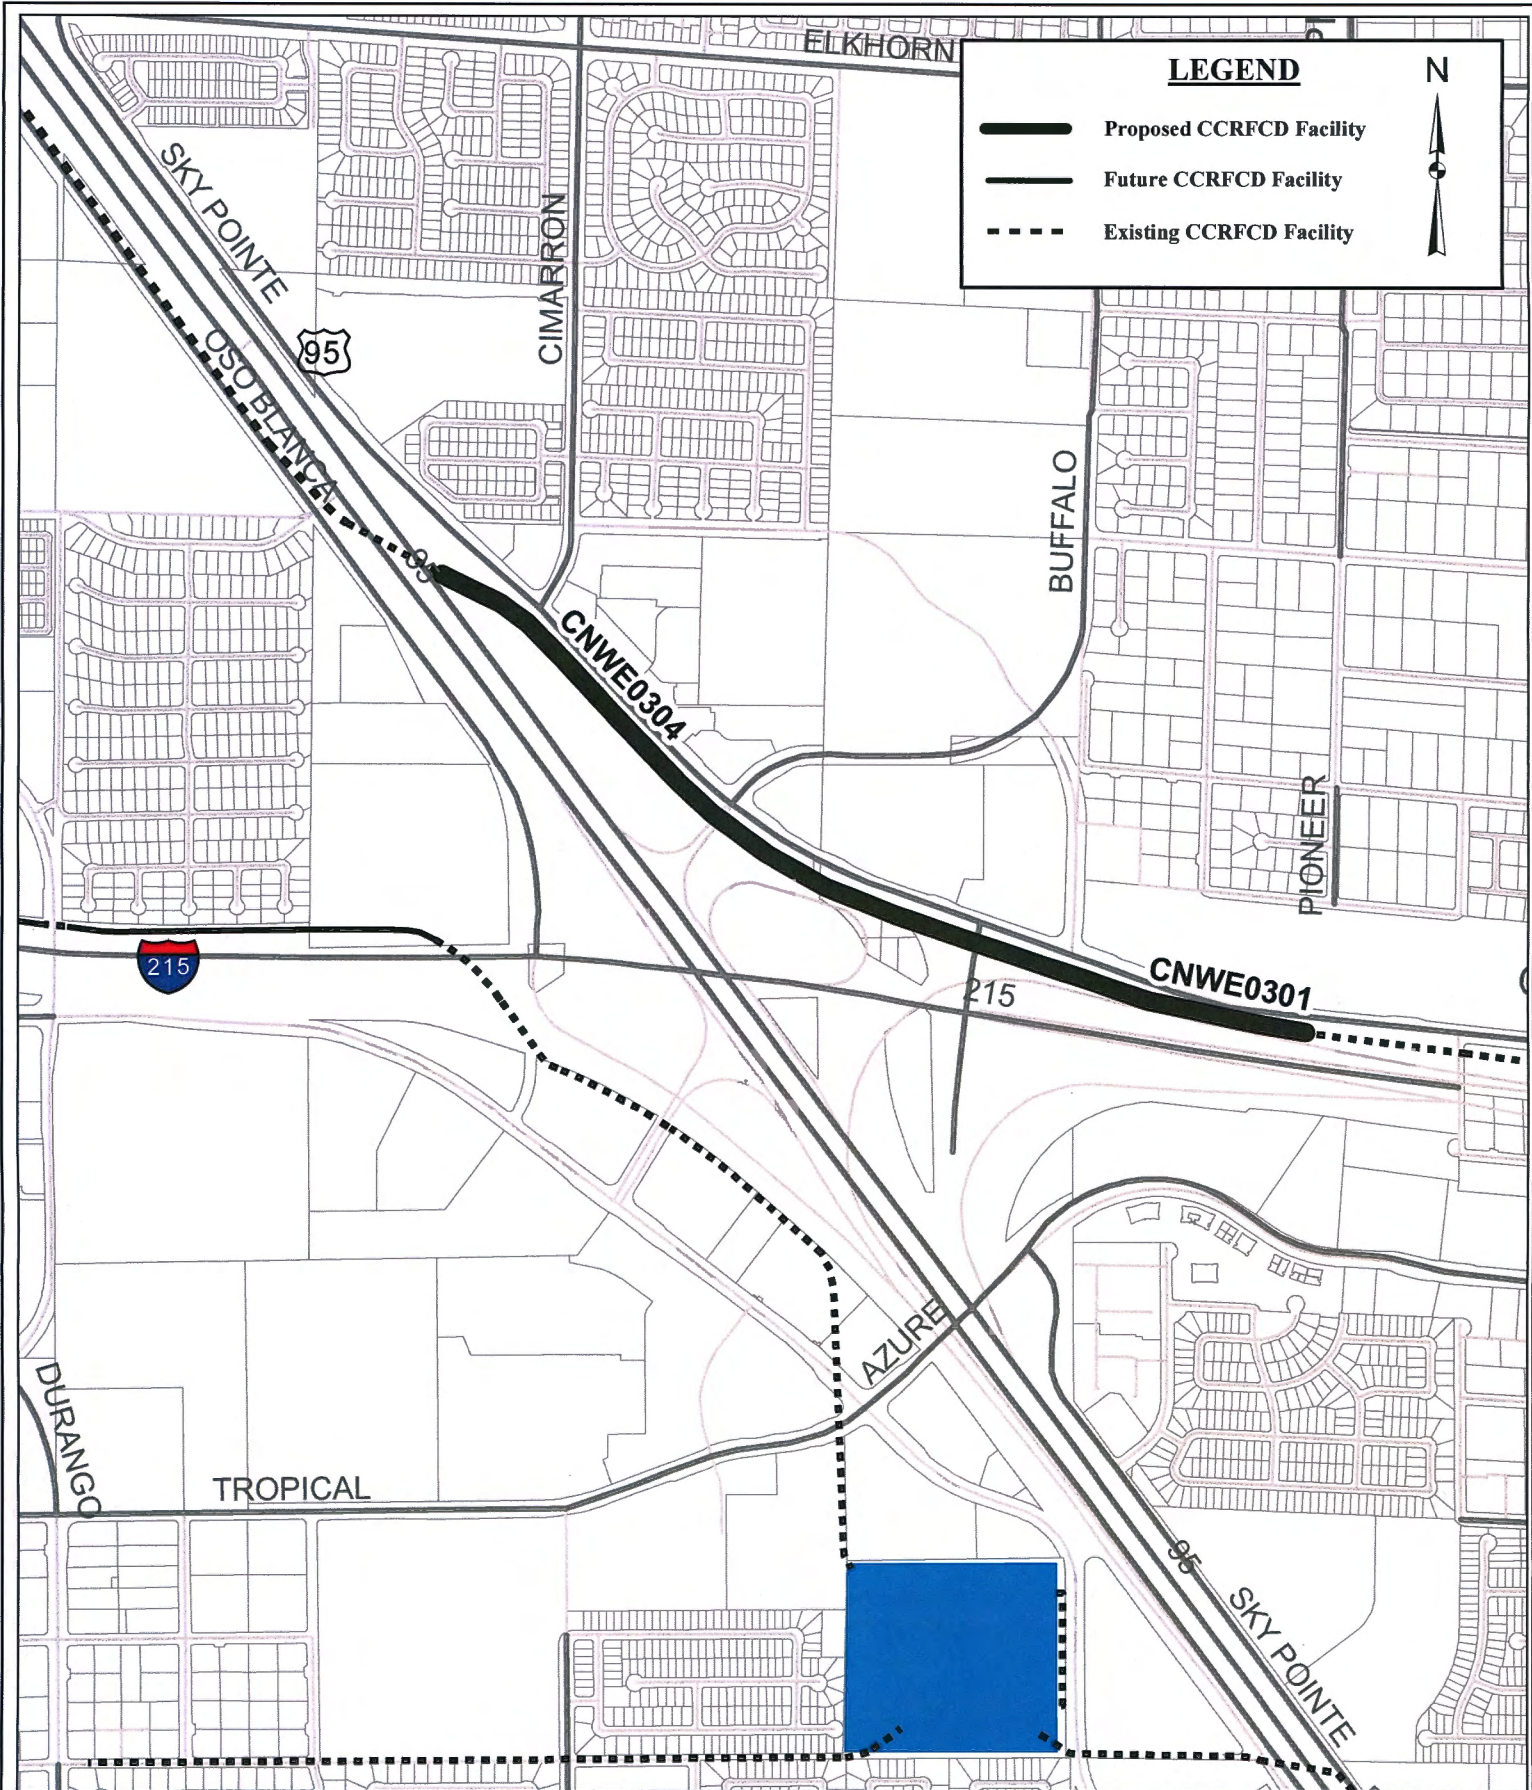 ELKHORN
LEGEND
N
Proposed CCRFCD Facility
Future CCRFCD Facility
Existing CCRFCD Facility
SKY POINTE
CIMARRON
95
OSO BLANCA
BUFFALO
95
CNWE0304
PIONEER
215
CNWE0301
215
AZURE
DURANGO
TROPICAL
95
SKY POINTE